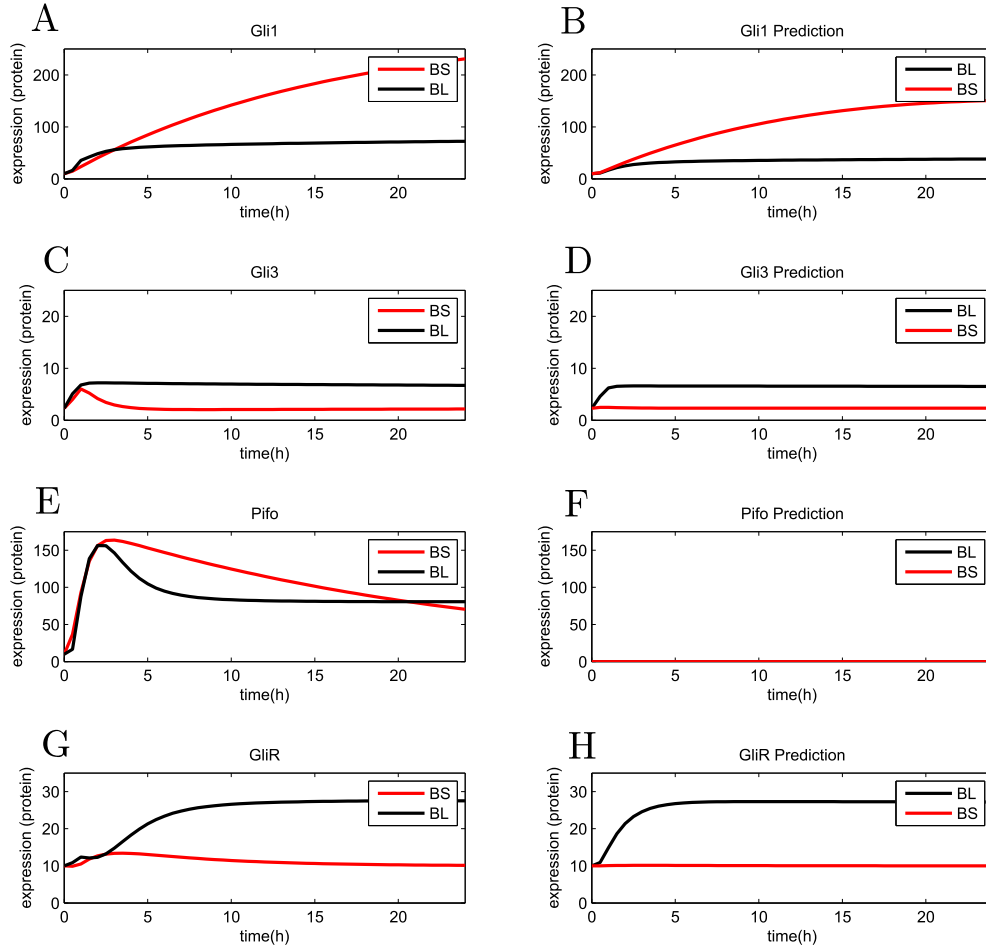 A
Gli1
expression (protein)
200
100
0
0 5 10 15 20
time(h)
BS
BL
B
Gli1 Prediction
expression (protein)
200
100
0
0 5 10 15 20
time(h)
BL
BS
C
Gli3
expression (protein)
20
10
0
0 5 10 15 20
time(h)
BS
BL
D
Gli3 Prediction
expression (protein)
20
10
0
0 5 10 15 20
time(h)
BL
BS
E
Pifo
expression (protein)
150
100
50
0
0 5 10 15 20
time(h)
BS
BL
F
Pifo Prediction
expression (protein)
150
100
50
0
0 5 10 15 20
time(h)
BL
BS
G
GliR
expression (protein)
30
20
10
0
0 5 10 15 20
time(h)
BS
BL
H
GliR Prediction
expression (protein)
30
20
10
0
0 5 10 15 20
time(h)
BL
BS